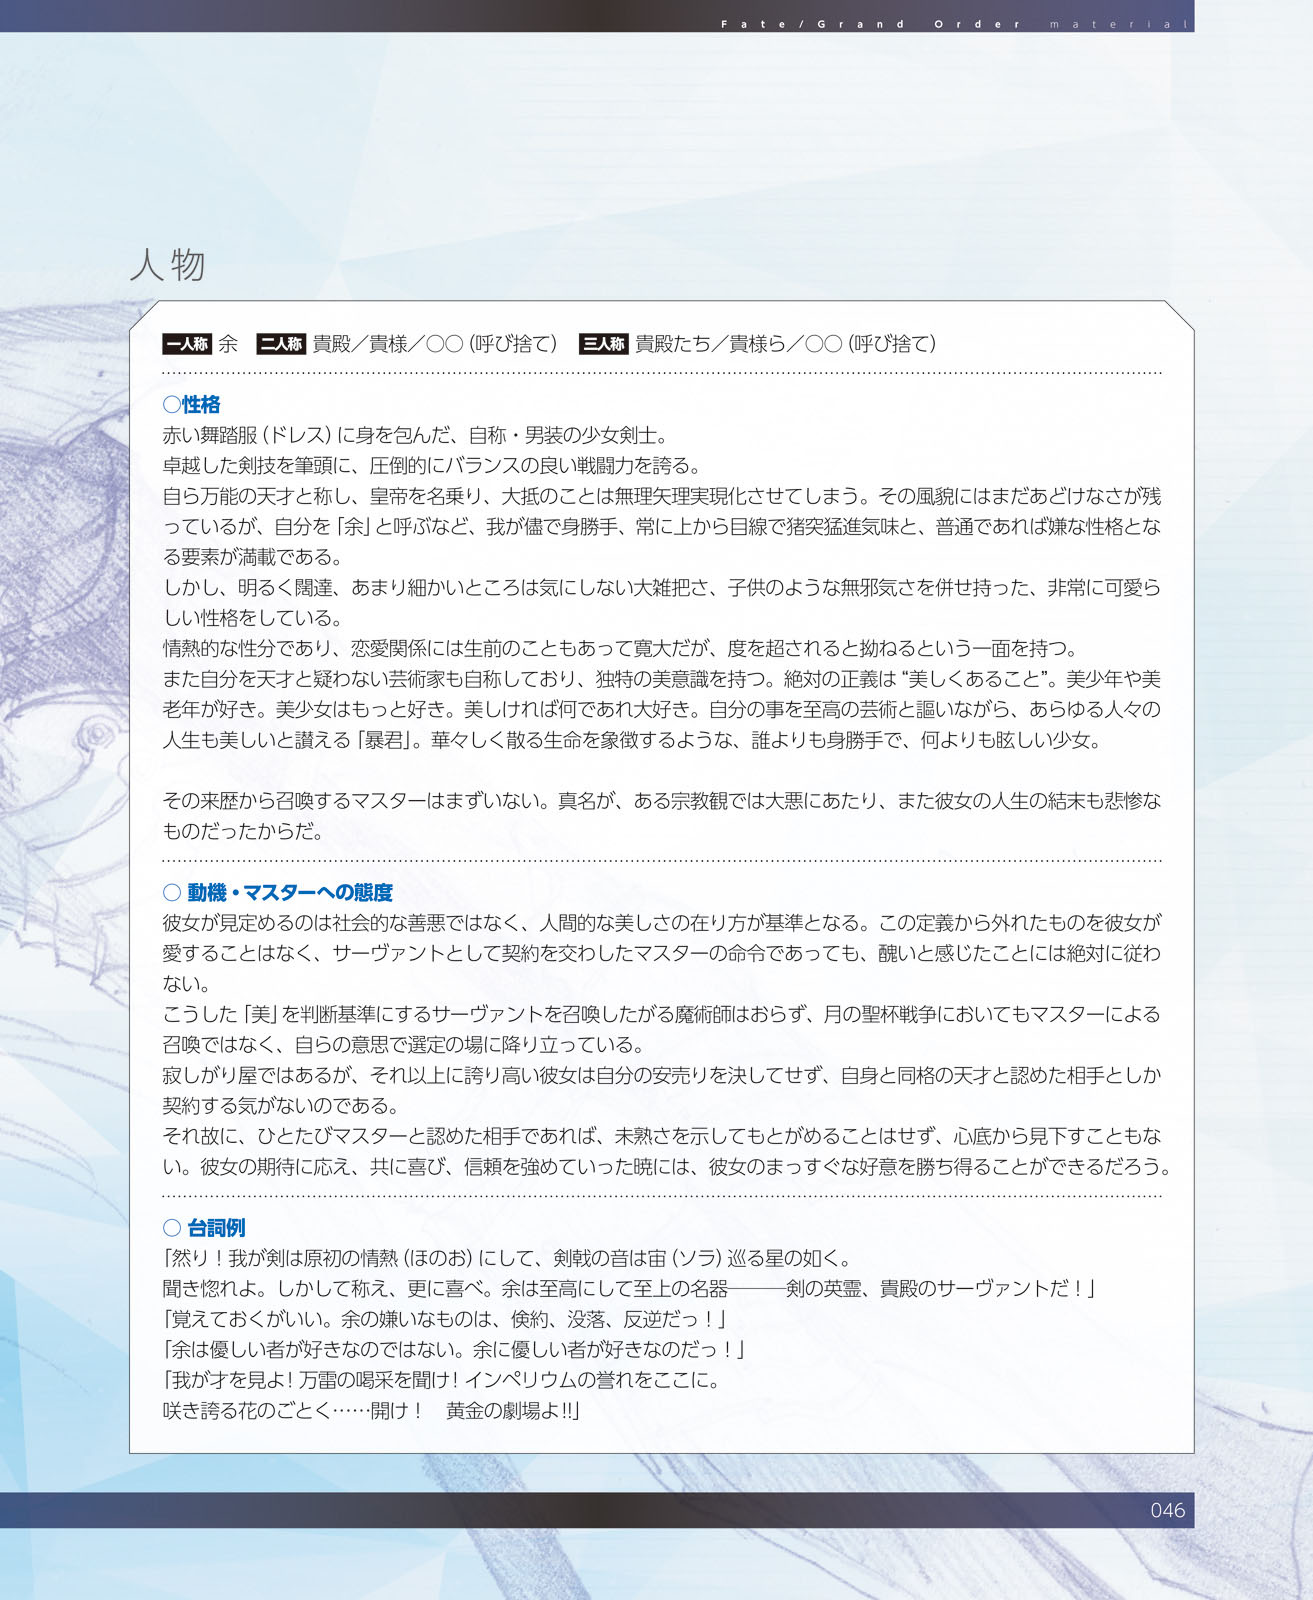 Fate/Grand Order material
人物
一人称 余 二人称 貴殿／貴様／○○（呼び捨て） 三人称 貴殿たち／貴様ら／○○（呼び捨て）
○性格
赤い舞踏服（ドレス）に身を包んだ、自称・男装の少女剣士。
卓越した剣技を筆頭に、圧倒的にバランスの良い戦闘力を誇る。
自ら万能の天才と称し、皇帝を名乗り、大抵のことは無理矢理実現化させてしまう。その風貌にはまだあどけなさが残
っているが、自分を「余」と呼ぶなど、我が儘で身勝手、常に上から目線で猪突猛進気味と、普通であれば嫌な性格とな
る要素が満載である。
しかし、明るく闊達、あまり細かいところは気にしない大雑把さ、子供のような無邪気さを併せ持った、非常に可愛ら
しい性格をしている。
情熱的な性分であり、恋愛関係には生前のこともあって寛大だが、度を超されると拗ねるという一面を持つ。
また自分を天才と疑わない芸術家も自称しており、独特の美意識を持つ。絶対の正義は“美しくあること”。美少年や美
老年が好き。美少女はもっと好き。美しければ何であれ大好き。自分の事を至高の芸術と謳いながら、あらゆる人々の
人生も美しいと讃える「暴君」。華々しく散る生命を象徴するような、誰よりも身勝手で、何よりも眩しい少女。
その来歴から召喚するマスターはまずいない。真名が、ある宗教観では大悪にあたり、また彼女の人生の結末も悲惨な
ものだったからだ。
○ 動機・マスターへの態度
彼女が見定めるのは社会的な善悪ではなく、人間的な美しさの在り方が基準となる。この定義から外れたものを彼女が
愛することはなく、サーヴァントとして契約を交わしたマスターの命令であっても、醜いと感じたことには絶対に従わ
ない。
こうした「美」を判断基準にするサーヴァントを召喚したがる魔術師はおらず、月の聖杯戦争においてもマスターによる
召喚ではなく、自らの意思で選定の場に降り立っている。
寂しがり屋ではあるが、それ以上に誇り高い彼女は自分の安売りを決してせず、自身と同格の天才と認めた相手としか
契約する気がないのである。
それ故に、ひとたびマスターと認めた相手であれば、未熟さを示してもとがめることはせず、心底から見下すこともな
い。彼女の期待に応え、共に喜び、信頼を強めていった暁には、彼女のまっすぐな好意を勝ち得ることができるだろう。
○ 台詞例
「然り！我が剣は原初の情熱（ほのお）にして、剣戟の音は宙（ソラ）巡る星の如く。
聞き惚れよ。しかして称え、更に喜べ。余は至高にして至上の名器―――剣の英霊、貴殿のサーヴァントだ！」
「覚えておくがいい。余の嫌いなものは、倹約、没落、反逆だっ！」
「余は優しい者が好きなのではない。余に優しい者が好きなのだっ！」
「我が才を見よ！万雷の喝采を聞け！インペリウムの誉れをここに。
咲き誇る花のごとく……開け！　黄金の劇場よ!!」
046